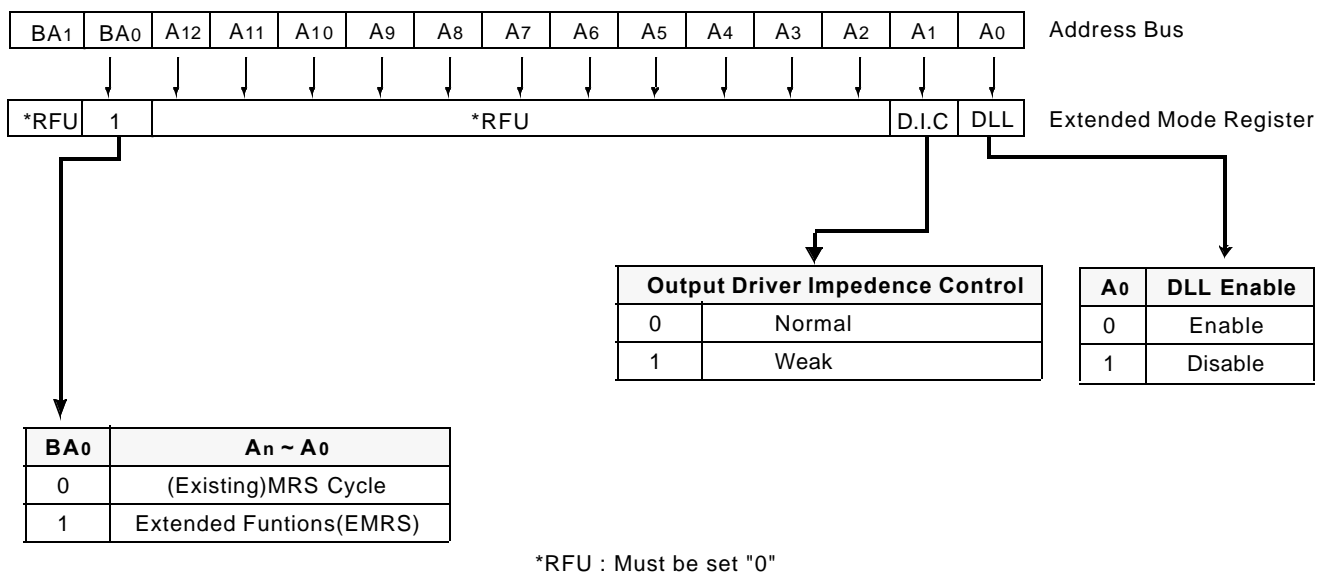 BA1 BA0 A12 A11 A10 A9 A8 A7 A6 A5 A4 A3 A2 A1 A0 Address Bus
*RFU 1 *RFU D.I.C DLL Extended Mode Register
Output Driver Impedence Control
0 Normal
1 Weak
A0 DLL Enable
0 Enable
1 Disable
BA0 An ~ A0
0 (Existing)MRS Cycle
1 Extended Funtions(EMRS)
*RFU : Must be set "0"